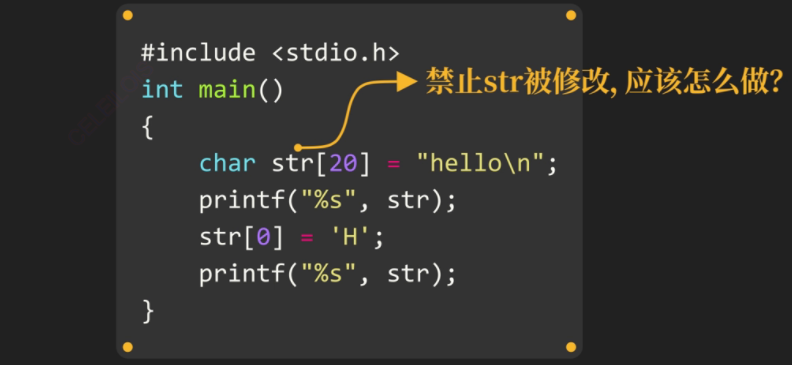 #include <stdio.h>
禁止str被修改, 应该怎么做?
int main()
{
    char str[20] = "hello\n";
    printf("%s", str);
    str[0] = 'H';
    printf("%s", str);
}